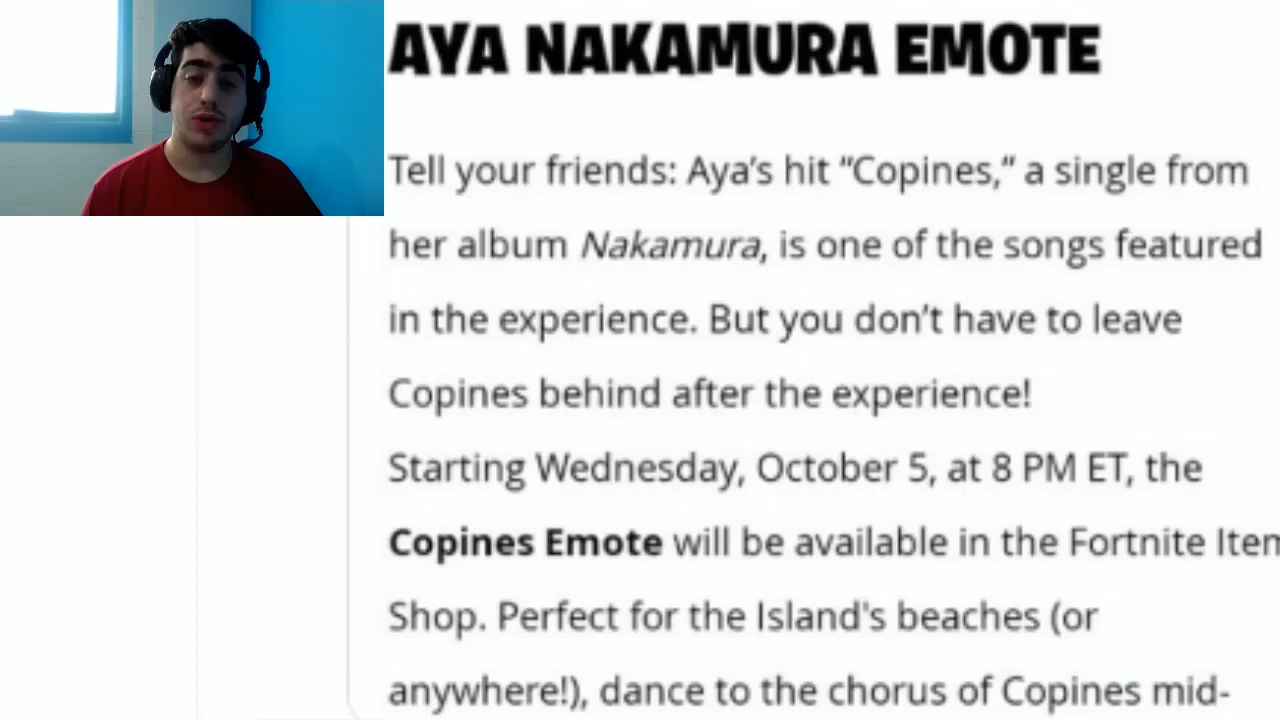 AYA NAKAMURA EMOTE
Tell your friends: Aya’s hit “Copines,” a single from
her album Nakamura, is one of the songs featured
in the experience. But you don’t have to leave
Copines behind after the experience!
Starting Wednesday, October 5, at 8 PM ET, the
Copines Emote will be available in the Fortnite Item
Shop. Perfect for the Island's beaches (or
anywhere!), dance to the chorus of Copines mid-